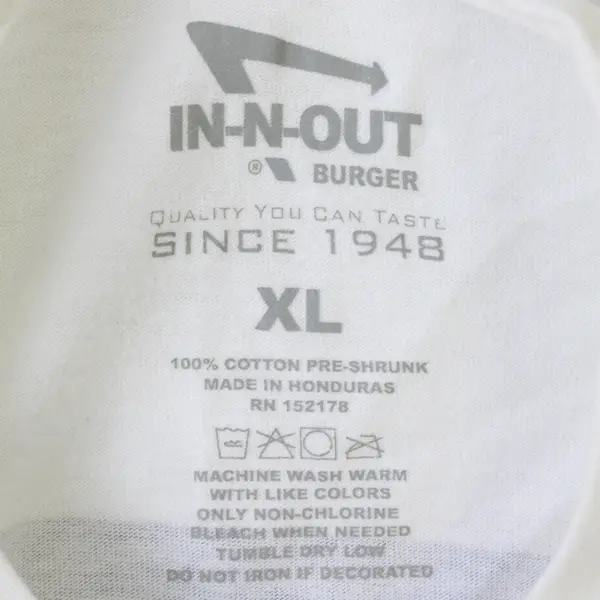 IN-N-OUT
® BURGER
QUALITY YOU CAN TASTE
SINCE 1948
XL
100% COTTON PRE-SHRUNK
MADE IN HONDURAS
RN 152178
MACHINE WASH WARM
WITH LIKE COLORS
ONLY NON-CHLORINE
BLEACH WHEN NEEDED
TUMBLE DRY LOW
DO NOT IRON IF DECORATED